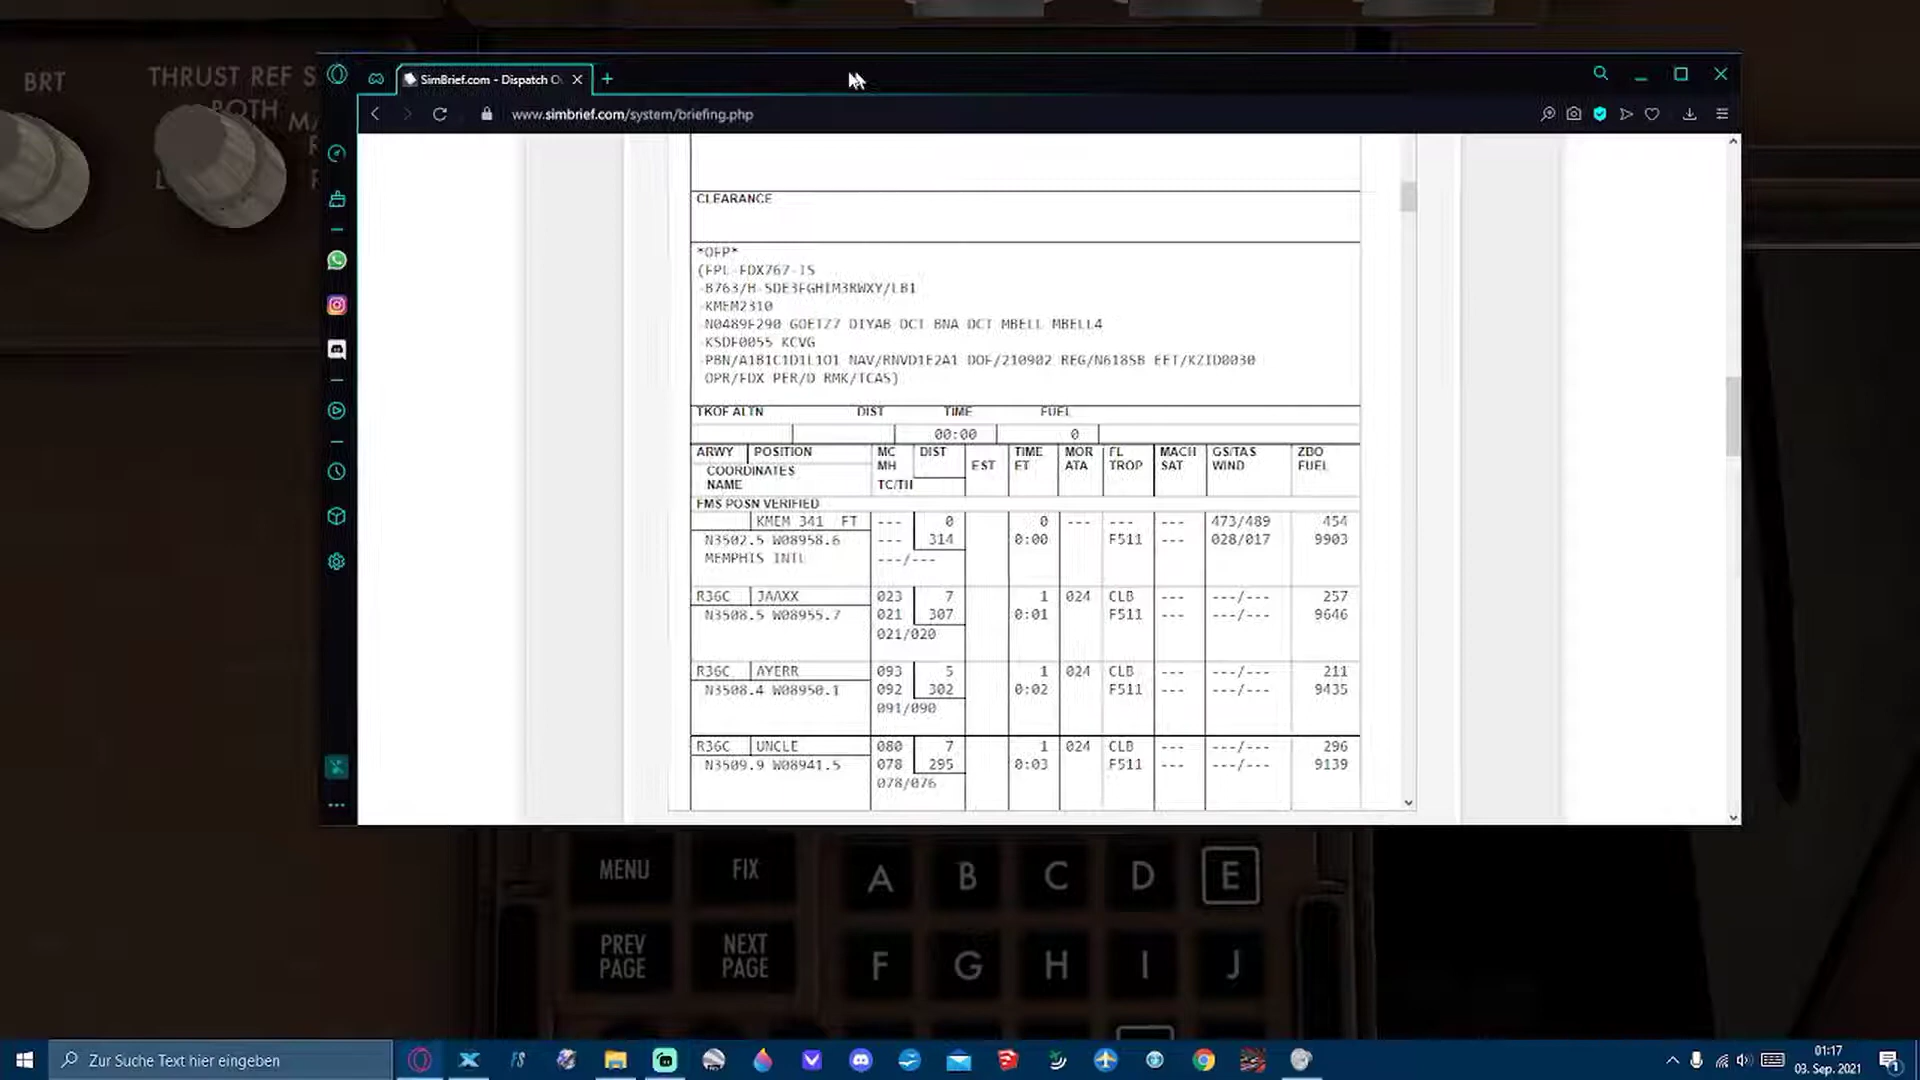 BRT
THRUST REF S
BOTH
SimBrief.com - Dispatch O
www.simbrief.com/system/briefing.php
CLEARANCE
*OFP*
(FPL-FDX767-IS
-B763/H-SDE3FGHIM3RWXY/LB1
-KMEM2310
-N0489F290 GOETZ7 DIYAB DCT BNA DCT MBELL MBELL4
-KSDF0055 KCVG
-PBN/A1B1C1D1L1O1 NAV/RNVD1E2A1 DOF/210902 REG/N618SB EET/KZID0030
OPR/FDX PER/D RMK/TCAS)
TKOF ALTN DIST TIME FUEL
00:00 0
ARWY POSITION MC DIST TIME MOR FL MACH GS/TAS ZBO
COORDINATES MH EST ET ATA TROP SAT WIND FUEL
NAME TC/TH
FMS POSN VERIFIED
KMEM 341 FT --- 0 0 --- --- --- 473/489 454
N3502.5 W08958.6 --- 314 0:00 F511 --- 028/017 9903
MEMPHIS INTL ---/---
R36C JAAXX 023 7 1 024 CLB --- ---/--- 257
N3508.5 W08955.7 021 307 0:01 F511 --- ---/--- 9646
021/020
R36C AYERR 093 5 1 024 CLB --- ---/--- 211
N3508.4 W08950.1 092 302 0:02 F511 --- ---/--- 9435
091/090
R36C UNCLE 080 7 1 024 CLB --- ---/--- 296
N3509.9 W08941.5 078 295 0:03 F511 --- ---/--- 9139
078/076
MENU FIX A B C D E
PREV PAGE NEXT PAGE F G H I J
Zur Suche Text hier eingeben
01:17
03. Sep. 2021